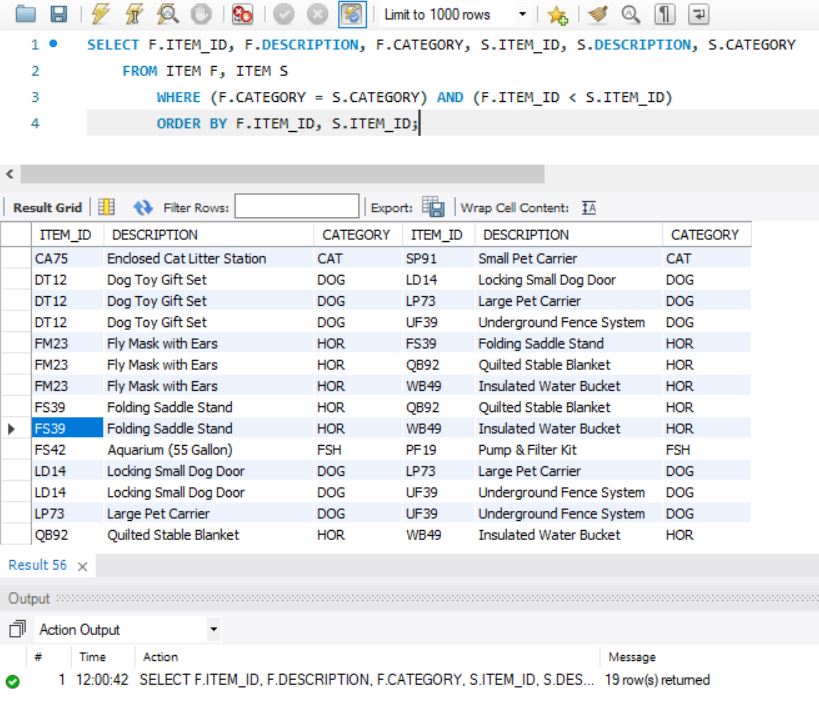 Limit to 1000 rows
1 SELECT F.ITEM_ID, F.DESCRIPTION, F.CATEGORY, S.ITEM_ID, S.DESCRIPTION, S.CATEGORY
2 FROM ITEM F, ITEM S
3 WHERE (F.CATEGORY = S.CATEGORY) AND (F.ITEM_ID < S.ITEM_ID)
4 ORDER BY F.ITEM_ID, S.ITEM_ID;
Result Grid Filter Rows: Export: Wrap Cell Content: IA
ITEM_ID DESCRIPTION CATEGORY ITEM_ID DESCRIPTION CATEGORY
CA75 Enclosed Cat Litter Station CAT SP91 Small Pet Carrier CAT
DT12 Dog Toy Gift Set DOG LD14 Locking Small Dog Door DOG
DT12 Dog Toy Gift Set DOG LP73 Large Pet Carrier DOG
DT12 Dog Toy Gift Set DOG UF39 Underground Fence System DOG
FM23 Fly Mask with Ears HOR FS39 Folding Saddle Stand HOR
FM23 Fly Mask with Ears HOR QB92 Quilted Stable Blanket HOR
FM23 Fly Mask with Ears HOR WB49 Insulated Water Bucket HOR
FS39 Folding Saddle Stand HOR QB92 Quilted Stable Blanket HOR
FS39 Folding Saddle Stand HOR WB49 Insulated Water Bucket HOR
FS42 Aquarium (55 Gallon) FSH PF19 Pump & Filter Kit FSH
LD14 Locking Small Dog Door DOG LP73 Large Pet Carrier DOG
LD14 Locking Small Dog Door DOG UF39 Underground Fence System DOG
LP73 Large Pet Carrier DOG UF39 Underground Fence System DOG
QB92 Quilted Stable Blanket HOR WB49 Insulated Water Bucket HOR
Result 56
Output
Action Output
# Time Action Message
1 12:00:42 SELECT F.ITEM_ID, F.DESCRIPTION, F.CATEGORY, S.ITEM_ID, S.DES... 19 row(s) returned